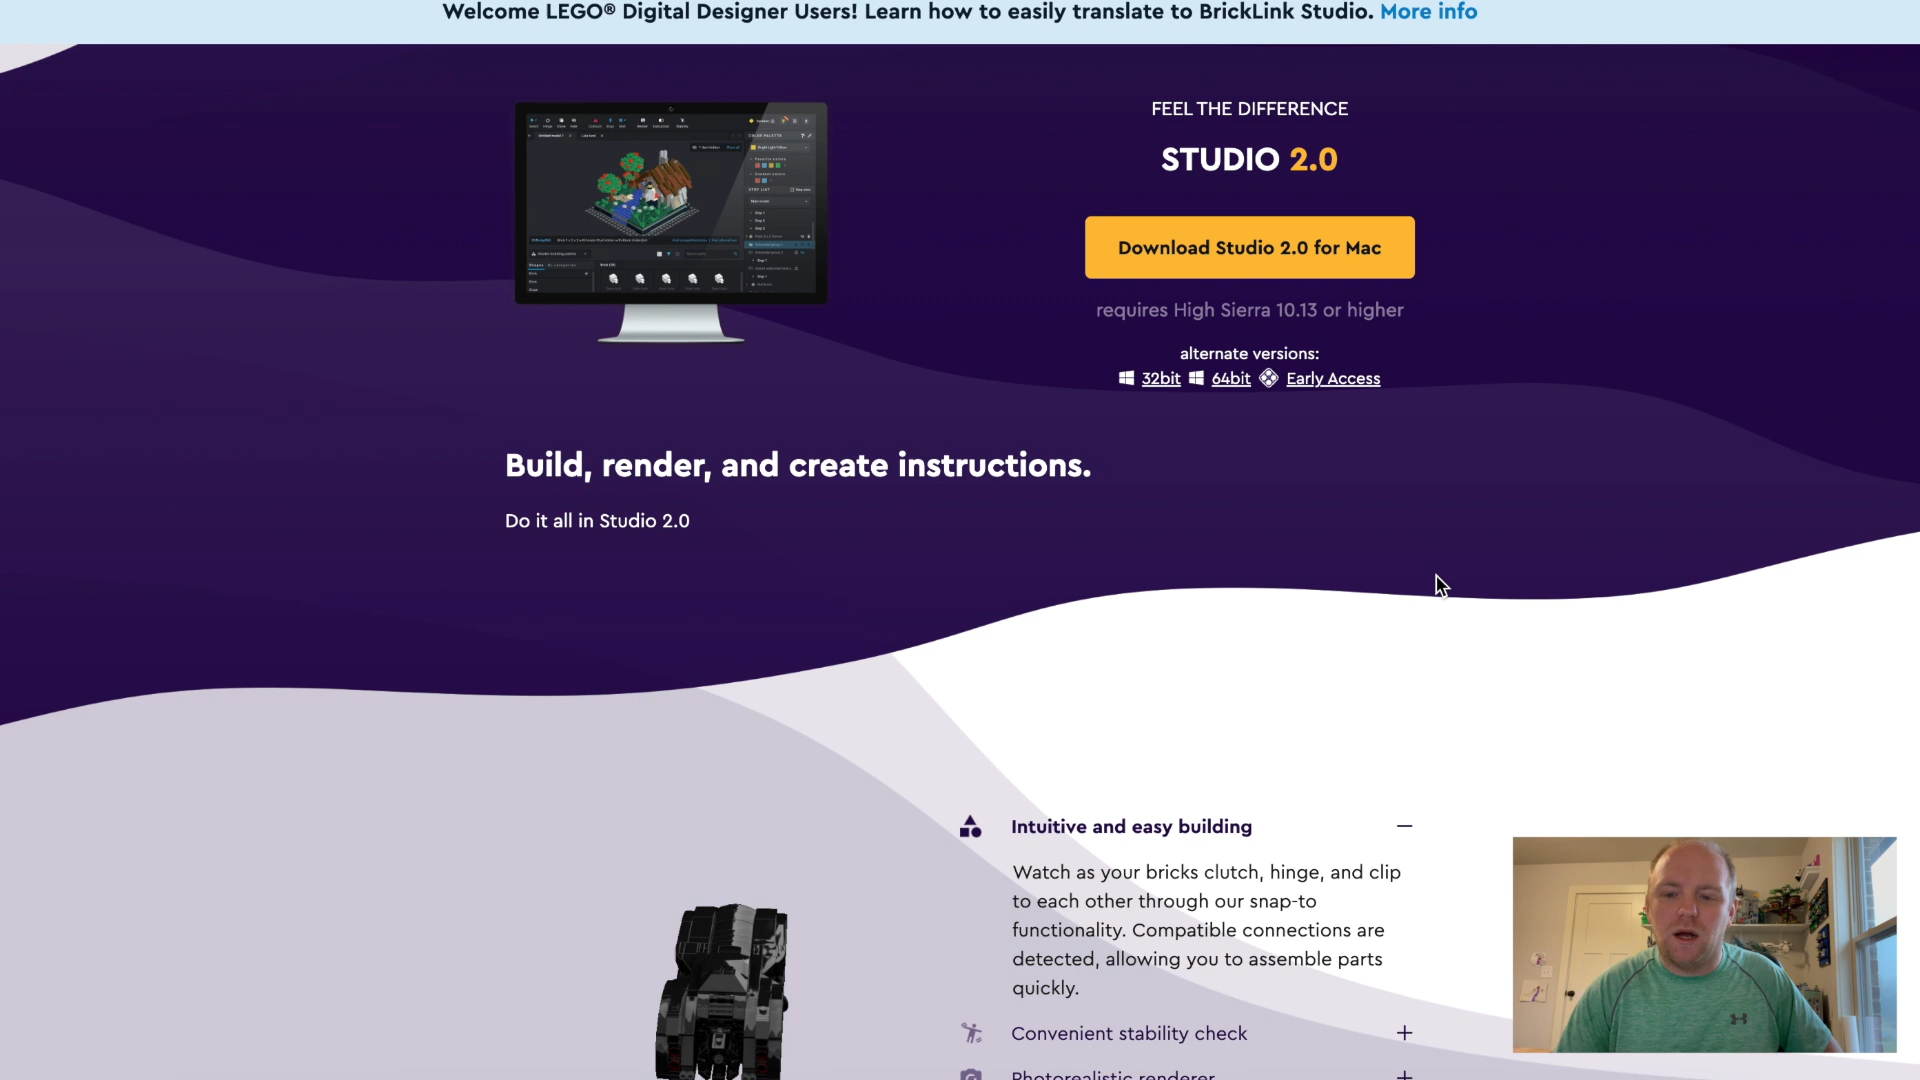 Welcome LEGO® Digital Designer Users! Learn how to easily translate to BrickLink Studio. More info
FEEL THE DIFFERENCE
STUDIO 2.0
Download Studio 2.0 for Mac
requires High Sierra 10.13 or higher
alternate versions:
32bit 64bit Early Access
Build, render, and create instructions.
Do it all in Studio 2.0
Intuitive and easy building
Watch as your bricks clutch, hinge, and clip
to each other through our snap-to
functionality. Compatible connections are
detected, allowing you to assemble parts
quickly.
Convenient stability check
Photorealistic renderer